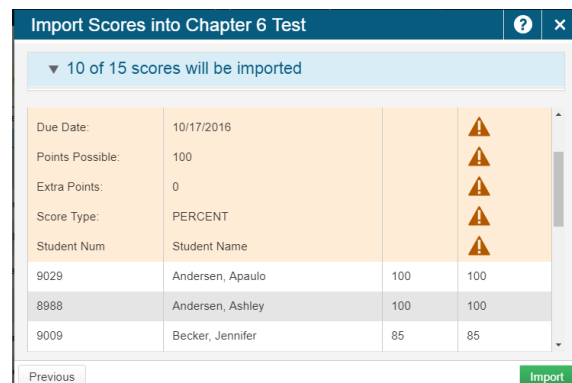 Import Scores into Chapter 6 Test ? ×
10 of 15 scores will be imported
Due Date: 10/17/2016
Points Possible: 100
Extra Points: 0
Score Type: PERCENT
Student Num Student Name
9029 Andersen, Apaulo 100 100
8988 Andersen, Ashley 100 100
9009 Becker, Jennifer 85 85
Previous Import